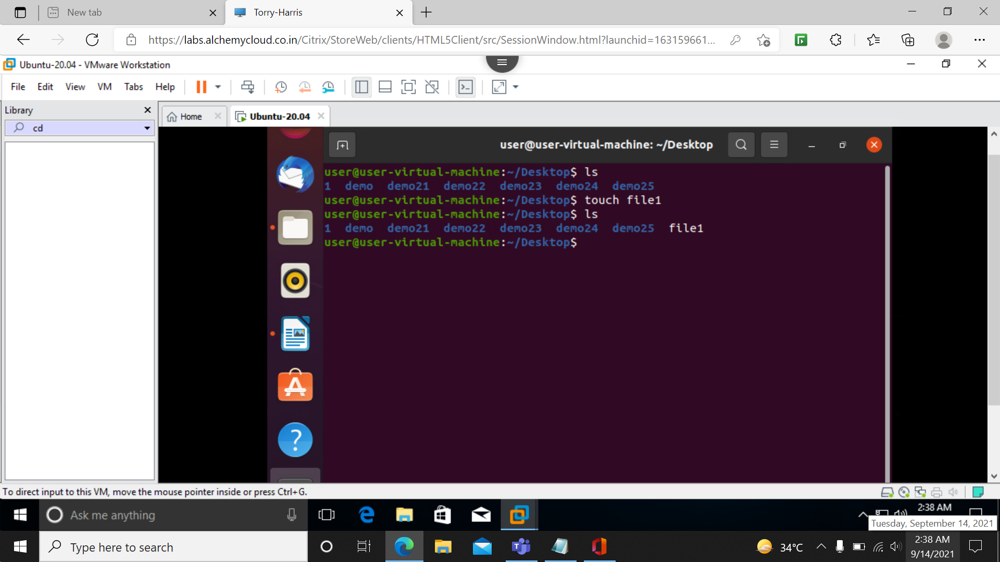 New tab
Torry-Harris
https://labs.alchemycloud.co.in/Citrix/StoreWeb/clients/HTML5Client/src/SessionWindow.html?launchid=163159661...
Ubuntu-20.04 - VMware Workstation
File Edit View VM Tabs Help
Library
cd
Home
Ubuntu-20.04
user@user-virtual-machine: ~/Desktop
user@user-virtual-machine:~/Desktop$ ls
1 demo demo21 demo22 demo23 demo24 demo25
user@user-virtual-machine:~/Desktop$ touch file1
user@user-virtual-machine:~/Desktop$ ls
1 demo demo21 demo22 demo23 demo24 demo25 file1
user@user-virtual-machine:~/Desktop$
To direct input to this VM, move the mouse pointer inside or press Ctrl+G.
Ask me anything
2:38 AM
Tuesday, September 14, 2021
Type here to search
34°C
2:38 AM
9/14/2021